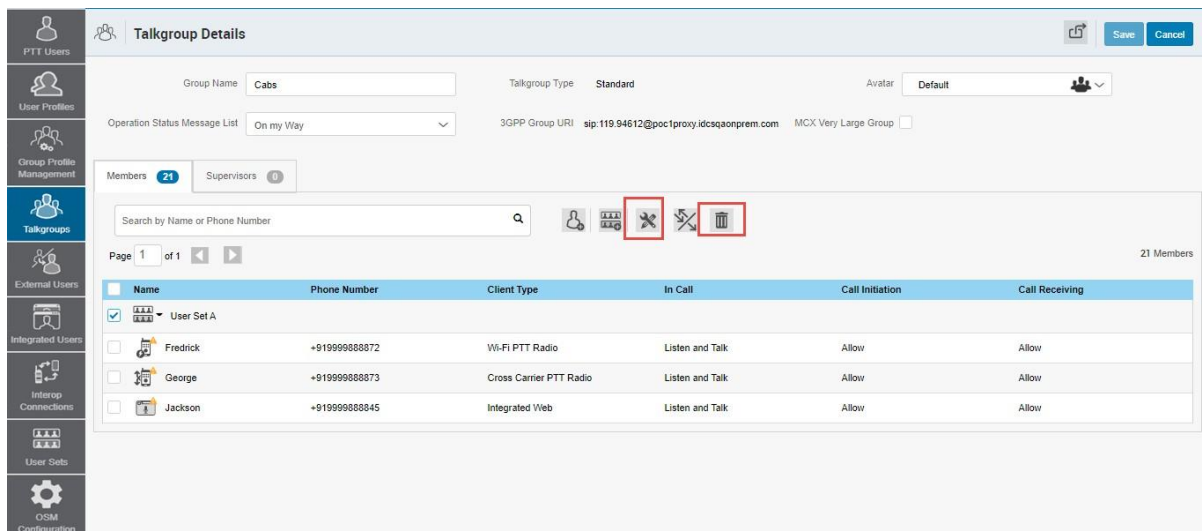 PTT Users
User Profiles
Group Profile
Management
Talkgroups
External Users
Integrated Users
Interop
Connections
User Sets
OSM
Configuration
Talkgroup Details
Save Cancel
Group Name Cabs Talkgroup Type Standard Avatar Default
Operation Status Message List On my Way 3GPP Group URI sip:119.94612@poc1proxy.idcsqaonprem.com MCX Very Large Group
Members 21 Supervisors 0
Search by Name or Phone Number
Page 1 of 1 21 Members
Name Phone Number Client Type In Call Call Initiation Call Receiving
User Set A
Fredrick +919999888872 Wi-Fi PTT Radio Listen and Talk Allow Allow
George +919999888873 Cross Carrier PTT Radio Listen and Talk Allow Allow
Jackson +919999888845 Integrated Web Listen and Talk Allow Allow